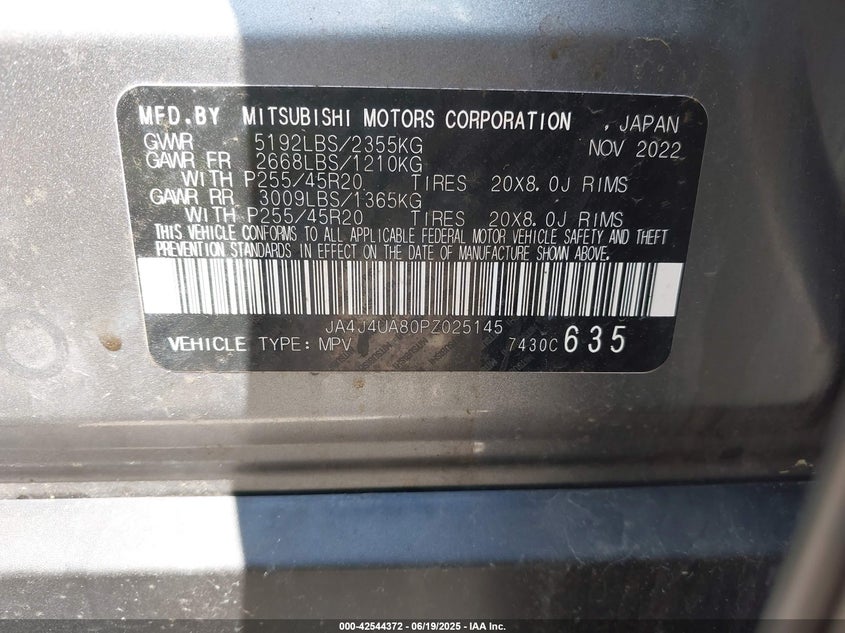 MFD.BY MITSUBISHI MOTORS CORPORATION , JAPAN
GVWR 5192LBS/2355KG NOV 2022
GAWR FR 2668LBS/1210KG
WITH P255/45R20 TIRES 20X8.0J RIMS
GAWR RR 3009LBS/1365KG
WITH P255/45R20 TIRES 20X8.0J RIMS
THIS VEHICLE CONFORMS TO ALL APPLICABLE FEDERAL MOTOR VEHICLE SAFETY AND THEFT
PREVENTION STANDARDS IN EFFECT ON THE DATE OF MANUFACTURE SHOWN ABOVE.
JA4J4UA80PZ025145
VEHICLE TYPE: MPV 7430C 635
000-42544372 - 06/19/2025 - IAA Inc.